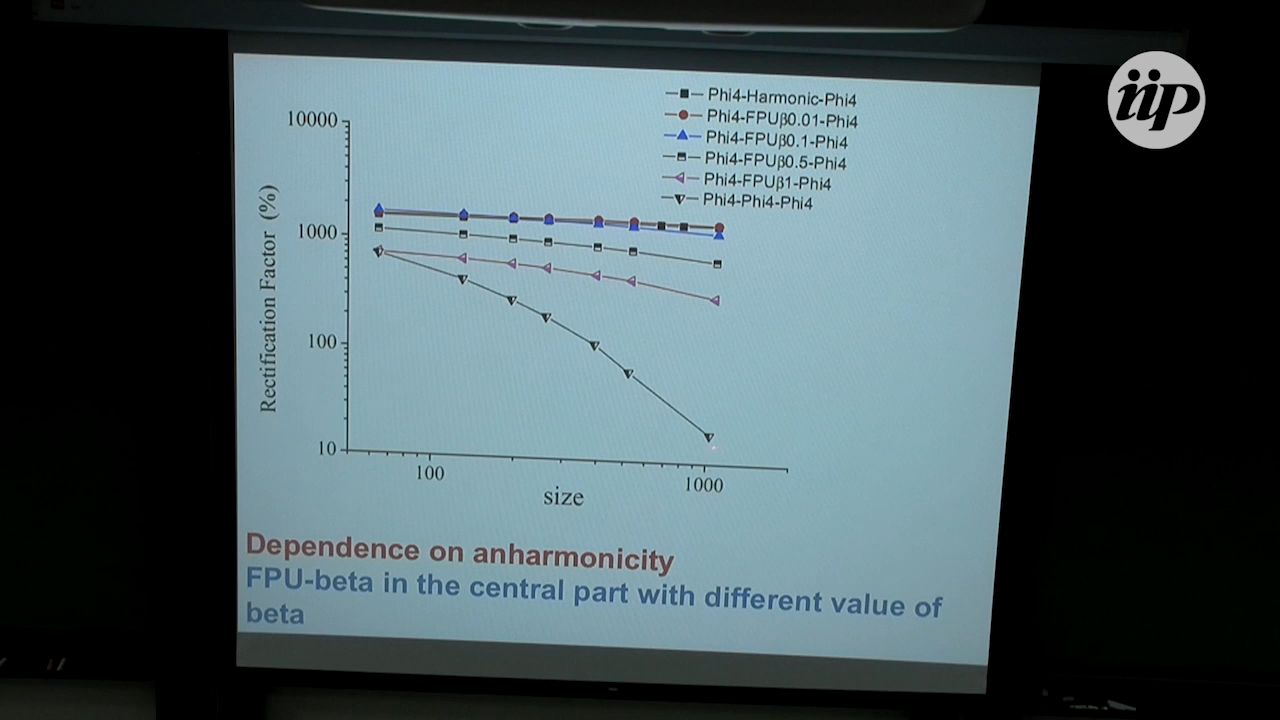 iip
Phi4-Harmonic-Phi4
Phi4-FPUβ0.01-Phi4
Phi4-FPUβ0.1-Phi4
Phi4-FPUβ0.5-Phi4
Phi4-FPUβ1-Phi4
Phi4-Phi4-Phi4
10000
1000
100
10
Rectification Factor (%)
100
1000
size
Dependence on anharmonicity
FPU-beta in the central part with different value of
beta